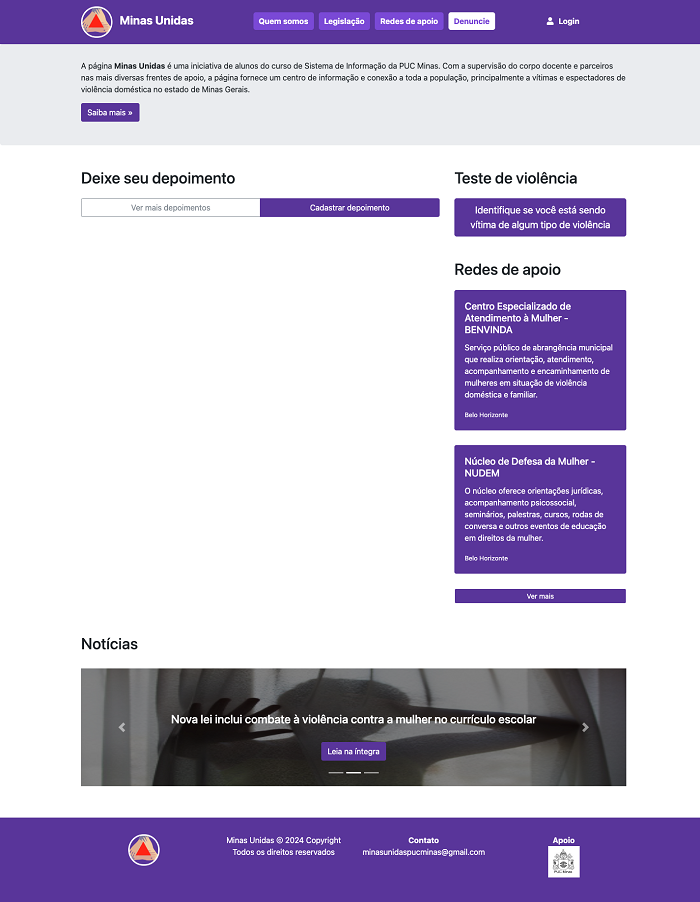 Minas Unidas
Quem somos
Legislação
Redes de apoio
Denuncie
Login
A página Minas Unidas é uma iniciativa de alunos do curso de Sistema de Informação da PUC Minas. Com a supervisão do corpo docente e parceiros
nas mais diversas frentes de apoio, a página fornece um centro de informação e conexão a toda a população, principalmente a vítimas e espectadores de
violência doméstica no estado de Minas Gerais.
Saiba mais »
Deixe seu depoimento
Ver mais depoimentos
Cadastrar depoimento
Teste de violência
Identifique se você está sendo
vítima de algum tipo de violência
Redes de apoio
Centro Especializado de
Atendimento à Mulher -
BENVINDA
Serviço público de abrangência municipal
que realiza orientação, atendimento,
acompanhamento e encaminhamento de
mulheres em situação de violência
doméstica e familiar.
Belo Horizonte
Núcleo de Defesa da Mulher -
NUDEM
O núcleo oferece orientações jurídicas,
acompanhamento psicossocial,
seminários, palestras, cursos, rodas de
conversa e outros eventos de educação
em direitos da mulher.
Belo Horizonte
Ver mais
Notícias
Nova lei inclui combate à violência contra a mulher no currículo escolar
Leia na íntegra
Minas Unidas © 2024 Copyright
Todos os direitos reservados
Contato
minasunidaspucminas@gmail.com
Apoio
PUC Minas